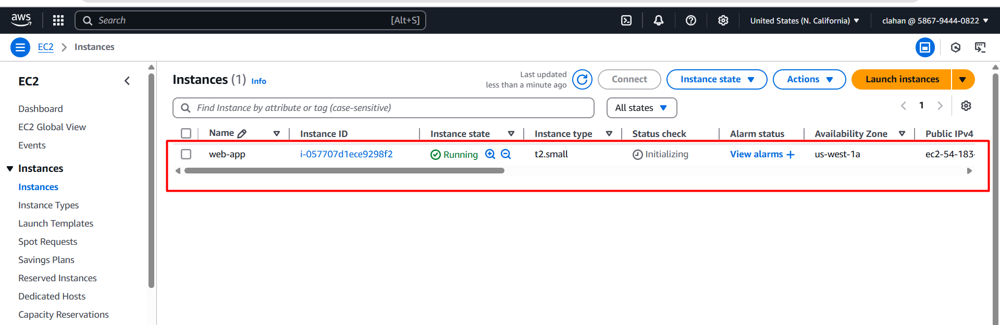 aws
Search [Alt+S]
United States (N. California)
clahan @ 5867-9444-0822
EC2
Instances
EC2
Dashboard
EC2 Global View
Events
Instances
Instances
Instance Types
Launch Templates
Spot Requests
Savings Plans
Reserved Instances
Dedicated Hosts
Capacity Reservations
Instances (1) Info
Last updated
less than a minute ago
Connect
Instance state
Actions
Launch instances
Find Instance by attribute or tag (case-sensitive)
All states
1
Name Instance ID Instance state Instance type Status check Alarm status Availability Zone Public IPv4
web-app i-057707d1ece9298f2 Running t2.small Initializing View alarms + us-west-1a ec2-54-183-